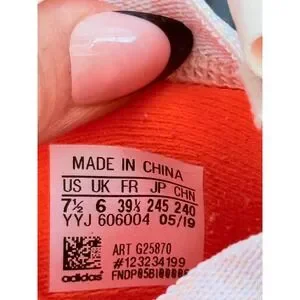 MADE IN CHINA
US UK FR JP CHN
7½ 6 39⅓ 245 240
YYJ 606004 05/19
ART G25870
#123234199
adidas